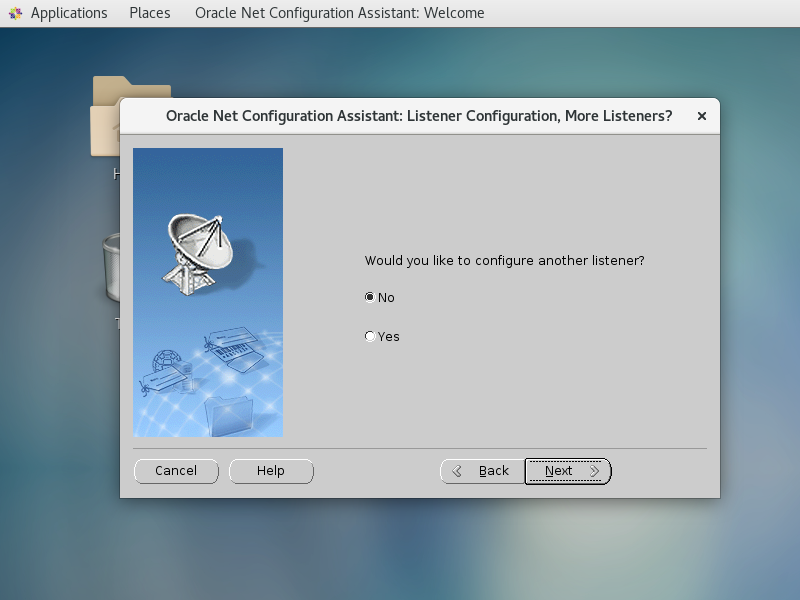 Applications Places Oracle Net Configuration Assistant: Welcome
Oracle Net Configuration Assistant: Listener Configuration, More Listeners?
Would you like to configure another listener?
No
Yes
Cancel Help Back Next